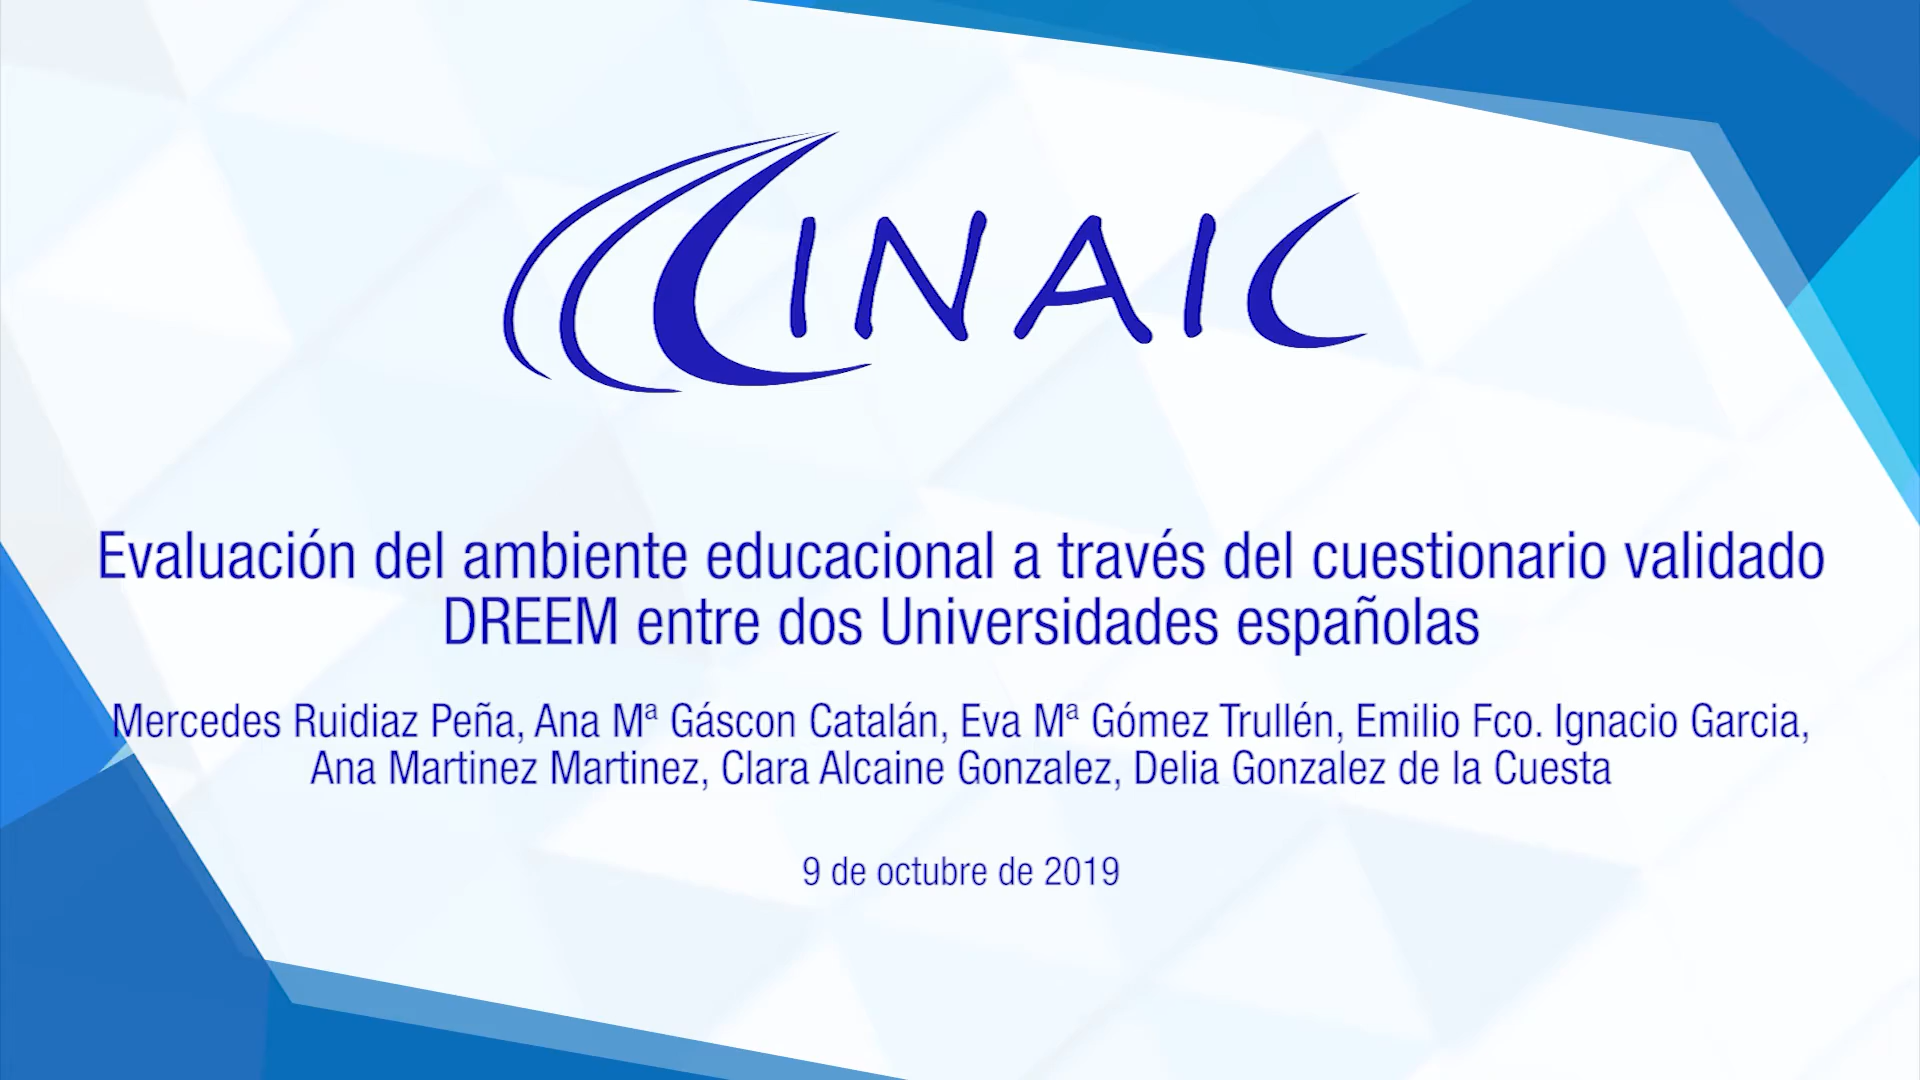 CINAIC
Evaluación del ambiente educacional a través del cuestionario validado
DREEM entre dos Universidades españolas
Mercedes Ruidiaz Peña, Ana Mª Gáscon Catalán, Eva Mª Gómez Trullén, Emilio Fco. Ignacio Garcia,
Ana Martinez Martinez, Clara Alcaine Gonzalez, Delia Gonzalez de la Cuesta
9 de octubre de 2019